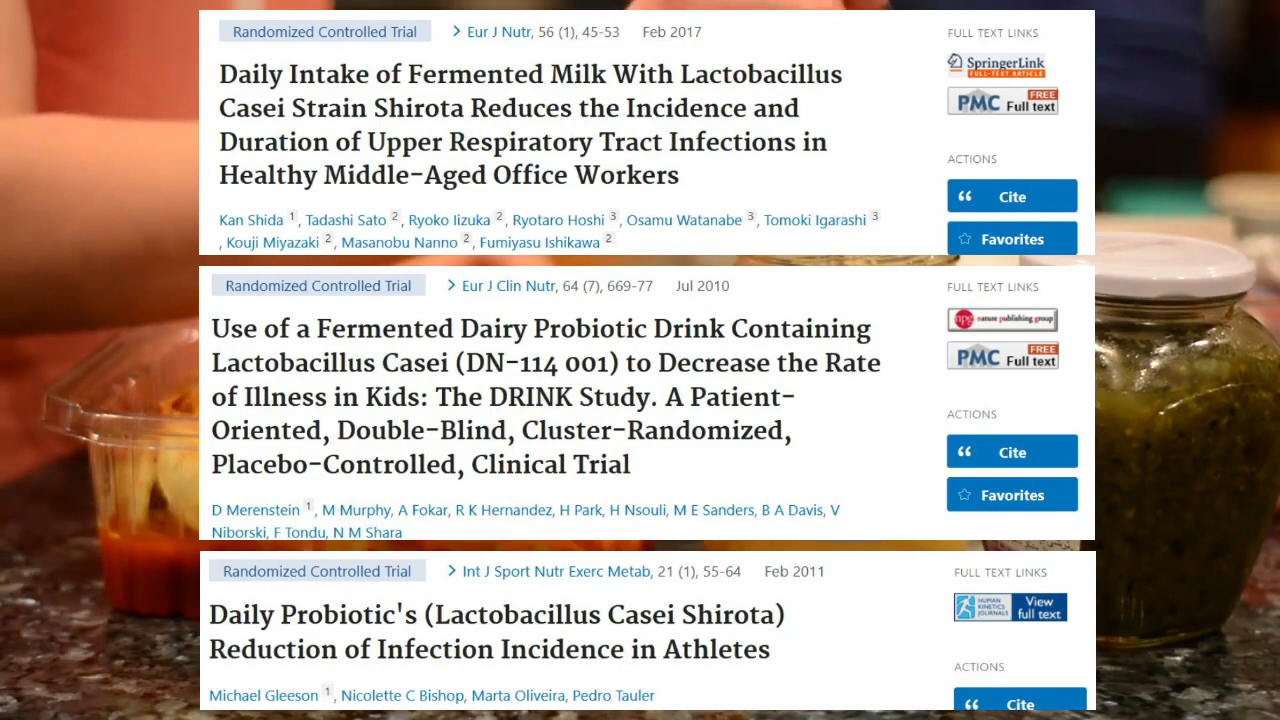 Randomized Controlled Trial > Eur J Nutr, 56 (1), 45-53 Feb 2017
Daily Intake of Fermented Milk With Lactobacillus
Casei Strain Shirota Reduces the Incidence and
Duration of Upper Respiratory Tract Infections in
Healthy Middle-Aged Office Workers
Kan Shida 1, Tadashi Sato 2, Ryoko Iizuka 2, Ryotaro Hoshi 3, Osamu Watanabe 3, Tomoki Igarashi 3
, Kouji Miyazaki 2, Masanobu Nanno 2, Fumiyasu Ishikawa 2
FULL TEXT LINKS
SpringerLink
FULL-TEXT ARTICLE
PMC FREE Full text
ACTIONS
Cite
Favorites
Randomized Controlled Trial > Eur J Clin Nutr, 64 (7), 669-77 Jul 2010
Use of a Fermented Dairy Probiotic Drink Containing
Lactobacillus Casei (DN-114 001) to Decrease the Rate
of Illness in Kids: The DRINK Study. A Patient-
Oriented, Double-Blind, Cluster-Randomized,
Placebo-Controlled, Clinical Trial
D Merenstein 1, M Murphy, A Fokar, R K Hernandez, H Park, H Nsouli, M E Sanders, B A Davis, V
Niborski, F Tondu, N M Shara
FULL TEXT LINKS
npg nature publishing group
PMC FREE Full text
ACTIONS
Cite
Favorites
Randomized Controlled Trial > Int J Sport Nutr Exerc Metab, 21 (1), 55-64 Feb 2011
Daily Probiotic's (Lactobacillus Casei Shirota)
Reduction of Infection Incidence in Athletes
Michael Gleeson 1, Nicolette C Bishop, Marta Oliveira, Pedro Tauler
FULL TEXT LINKS
HUMAN KINETICS JOURNALS View full text
ACTIONS
Cite